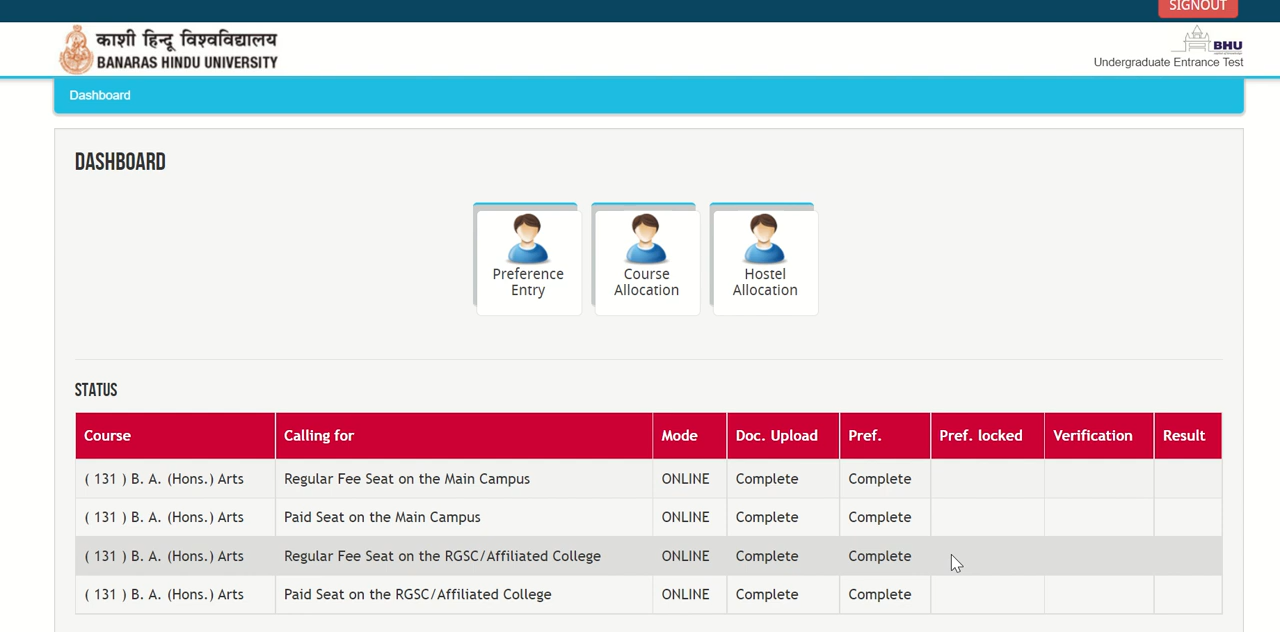 SIGNOUT
काशी हिन्दू विश्वविद्यालय
BANARAS HINDU UNIVERSITY
BHU
Undergraduate Entrance Test
Dashboard
DASHBOARD
Preference Entry
Course Allocation
Hostel Allocation
STATUS
Course Calling for Mode Doc. Upload Pref. Pref. locked Verification Result
( 131 ) B. A. (Hons.) Arts Regular Fee Seat on the Main Campus ONLINE Complete Complete
( 131 ) B. A. (Hons.) Arts Paid Seat on the Main Campus ONLINE Complete Complete
( 131 ) B. A. (Hons.) Arts Regular Fee Seat on the RGSC/Affiliated College ONLINE Complete Complete
( 131 ) B. A. (Hons.) Arts Paid Seat on the RGSC/Affiliated College ONLINE Complete Complete